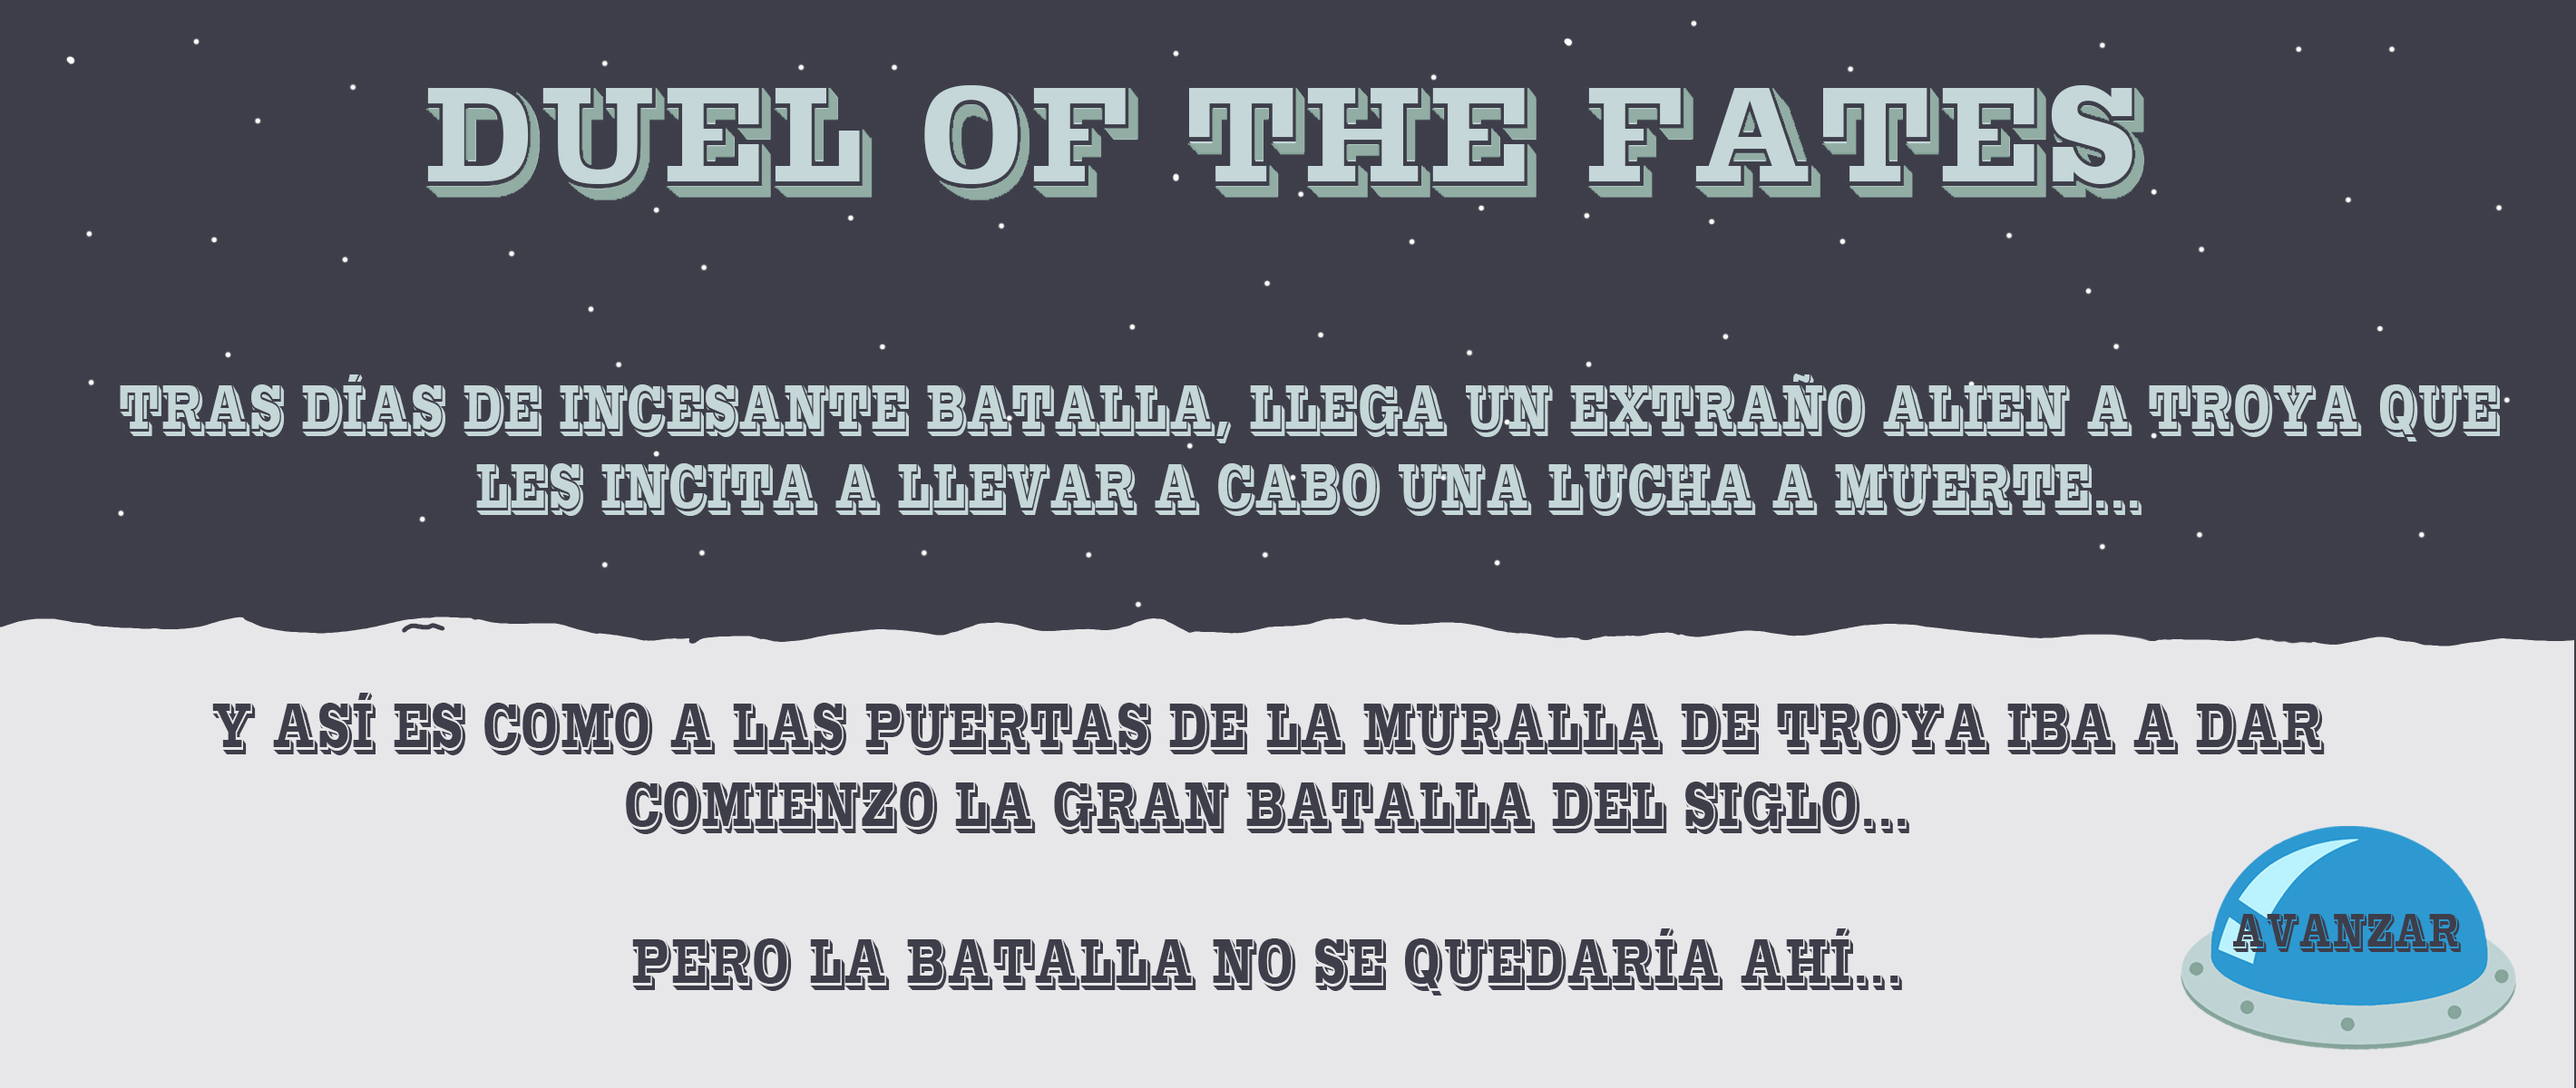 DUEL OF THE FATES
TRAS DÍAS DE INCESANTE BATALLA, LLEGA UN EXTRAÑO ALIEN A TROYA QUE
LES INCITA A LLEVAR A CABO UNA LUCHA A MUERTE...
Y ASÍ ES COMO A LAS PUERTAS DE LA MURALLA DE TROYA IBA A DAR
COMIENZO LA GRAN BATALLA DEL SIGLO...
PERO LA BATALLA NO SE QUEDARÍA AHÍ...
AVANZAR